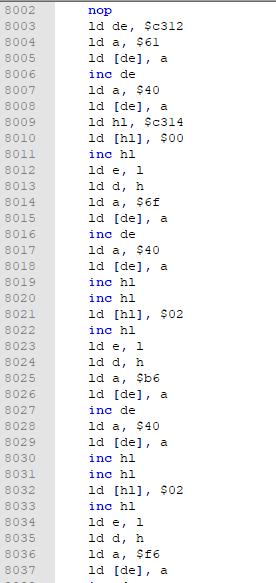 8002 nop
8003 ld de, $c312
8004 ld a, $61
8005 ld [de], a
8006 inc de
8007 ld a, $40
8008 ld [de], a
8009 ld hl, $c314
8010 ld [hl], $00
8011 inc hl
8012 ld e, l
8013 ld d, h
8014 ld a, $6f
8015 ld [de], a
8016 inc de
8017 ld a, $40
8018 ld [de], a
8019 inc hl
8020 inc hl
8021 ld [hl], $02
8022 inc hl
8023 ld e, l
8024 ld d, h
8025 ld a, $b6
8026 ld [de], a
8027 inc de
8028 ld a, $40
8029 ld [de], a
8030 inc hl
8031 inc hl
8032 ld [hl], $02
8033 inc hl
8034 ld e, l
8035 ld d, h
8036 ld a, $f6
8037 ld [de], a